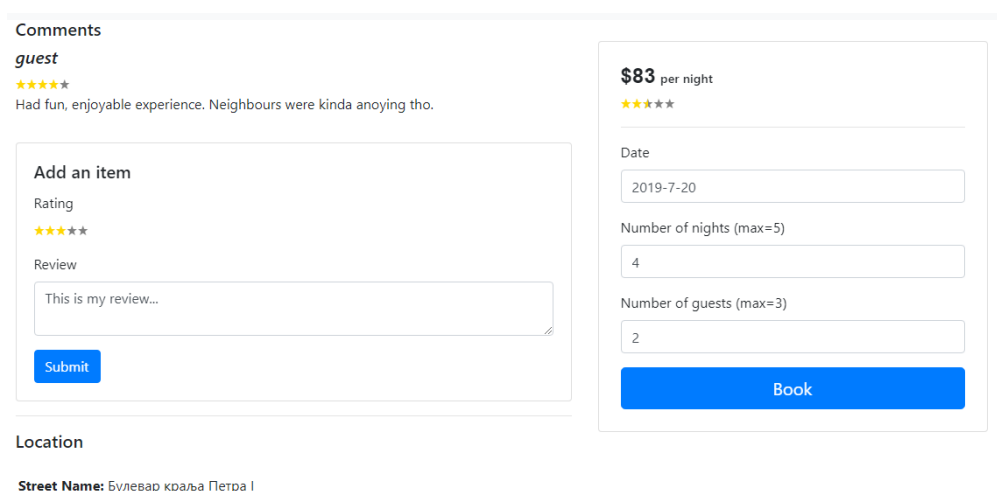 Comments
guest
Had fun, enjoyable experience. Neighbours were kinda anoying tho.
Add an item
Rating
Review
This is my review...
Submit
Location
Street Name: Булевар краља Петра I
$83 per night
Date
2019-7-20
Number of nights (max=5)
4
Number of guests (max=3)
2
Book